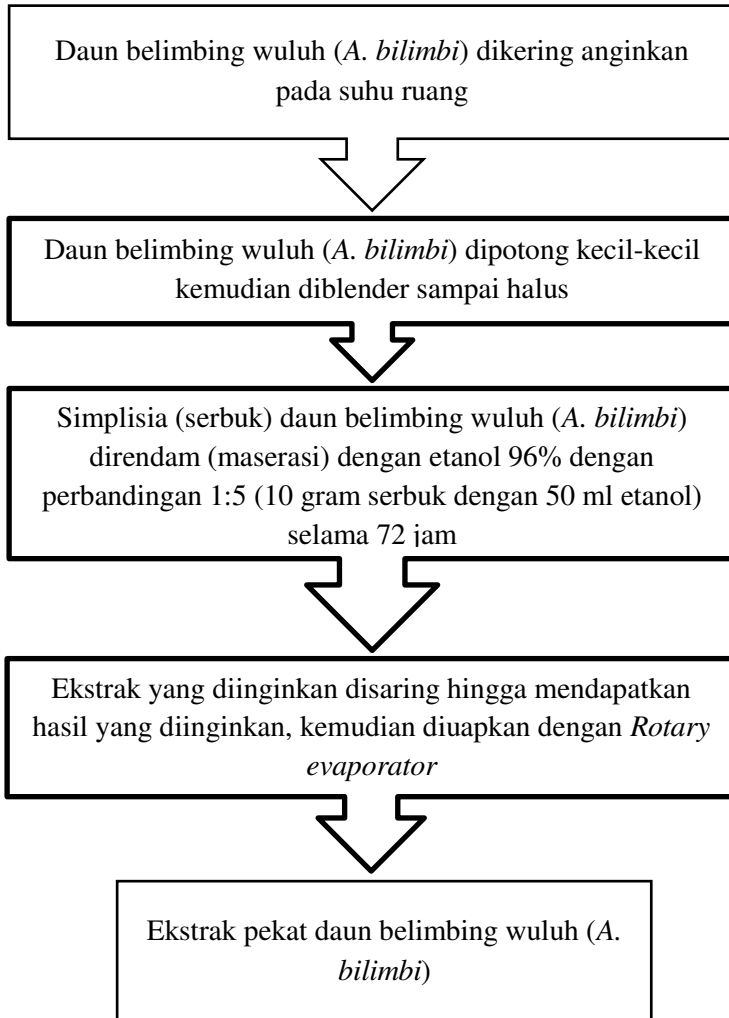 Daun belimbing wuluh (A. bilimbi) dikering anginkan
pada suhu ruang
Daun belimbing wuluh (A. bilimbi) dipotong kecil-kecil
kemudian diblender sampai halus
Simplisia (serbuk) daun belimbing wuluh (A. bilimbi)
direndam (maserasi) dengan etanol 96% dengan
perbandingan 1:5 (10 gram serbuk dengan 50 ml etanol)
selama 72 jam
Ekstrak yang diinginkan disaring hingga mendapatkan
hasil yang diinginkan, kemudian diuapkan dengan Rotary
evaporator
Ekstrak pekat daun belimbing wuluh (A.
bilimbi)